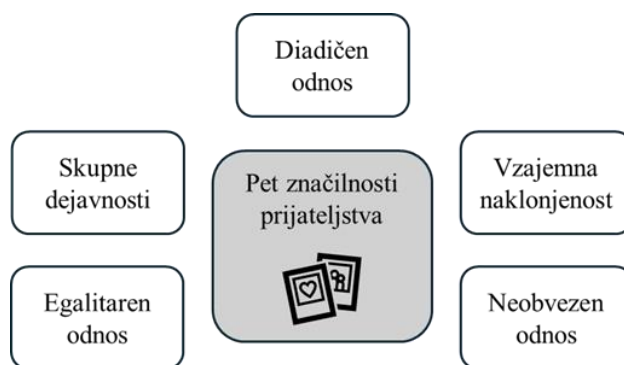 Diadičen
odnos
Skupne
dejavnosti
Pet značilnosti
prijateljstva
Vzajemna
naklonjenost
Egalitaren
odnos
Neobvezen
odnos